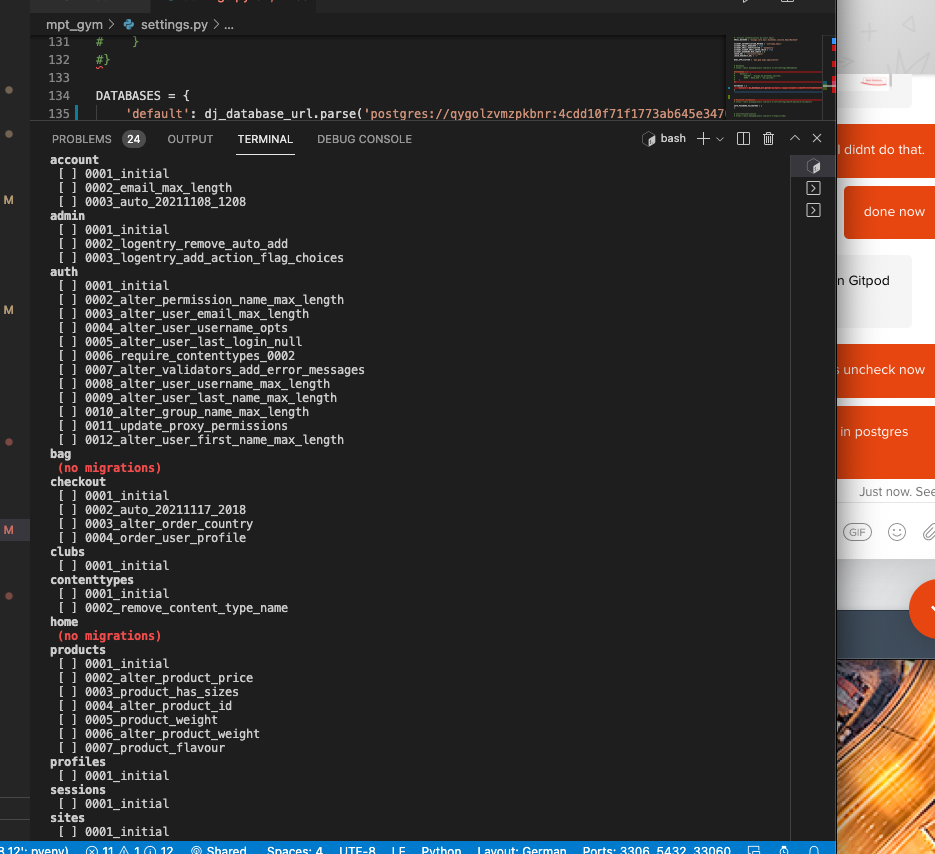 mpt_gym > settings.py > ...
131 # }
132 #}
133
134 DATABASES = {
135 'default': dj_database_url.parse('postgres://qygolzvmzpkbnr:4cdd10f71f1773ab645e347
PROBLEMS 24 OUTPUT TERMINAL DEBUG CONSOLE bash
account
[ ] 0001_initial
[ ] 0002_email_max_length
[ ] 0003_auto_20211108_1208
admin
[ ] 0001_initial
[ ] 0002_logentry_remove_auto_add
[ ] 0003_logentry_add_action_flag_choices
auth
[ ] 0001_initial
[ ] 0002_alter_permission_name_max_length
[ ] 0003_alter_user_email_max_length
[ ] 0004_alter_user_username_opts
[ ] 0005_alter_user_last_login_null
[ ] 0006_require_contenttypes_0002
[ ] 0007_alter_validators_add_error_messages
[ ] 0008_alter_user_username_max_length
[ ] 0009_alter_user_last_name_max_length
[ ] 0010_alter_group_name_max_length
[ ] 0011_update_proxy_permissions
[ ] 0012_alter_user_first_name_max_length
bag
(no migrations)
checkout
[ ] 0001_initial
[ ] 0002_auto_20211117_2018
[ ] 0003_alter_order_country
[ ] 0004_order_user_profile
clubs
[ ] 0001_initial
contenttypes
[ ] 0001_initial
[ ] 0002_remove_content_type_name
home
(no migrations)
products
[ ] 0001_initial
[ ] 0002_alter_product_price
[ ] 0003_product_has_sizes
[ ] 0004_alter_product_id
[ ] 0005_product_weight
[ ] 0006_alter_product_weight
[ ] 0007_product_flavour
profiles
[ ] 0001_initial
sessions
[ ] 0001_initial
sites
[ ] 0001_initial
M
M
M
I didnt do that.
done now
n Gitpod
s uncheck now
in postgres
Just now. See
GIF
3.8.12': pyenv) 11 1 12 Shared Spaces: 4 UTF-8 LF Python Layout: German Ports: 3306, 5432, 33060